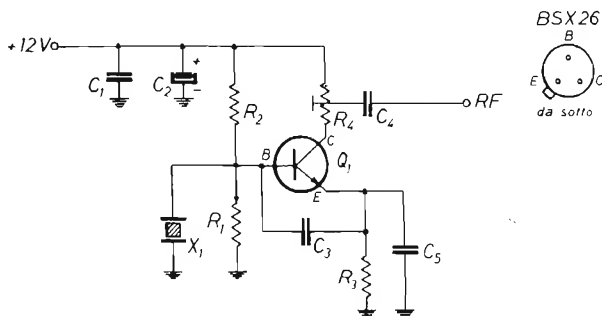 BSX26
B
E
C
da sotto
+12V
C1
+
C2
-
R2
R4
C4
RF
C
B
Q1
E
X1
R1
C3
R3
C5